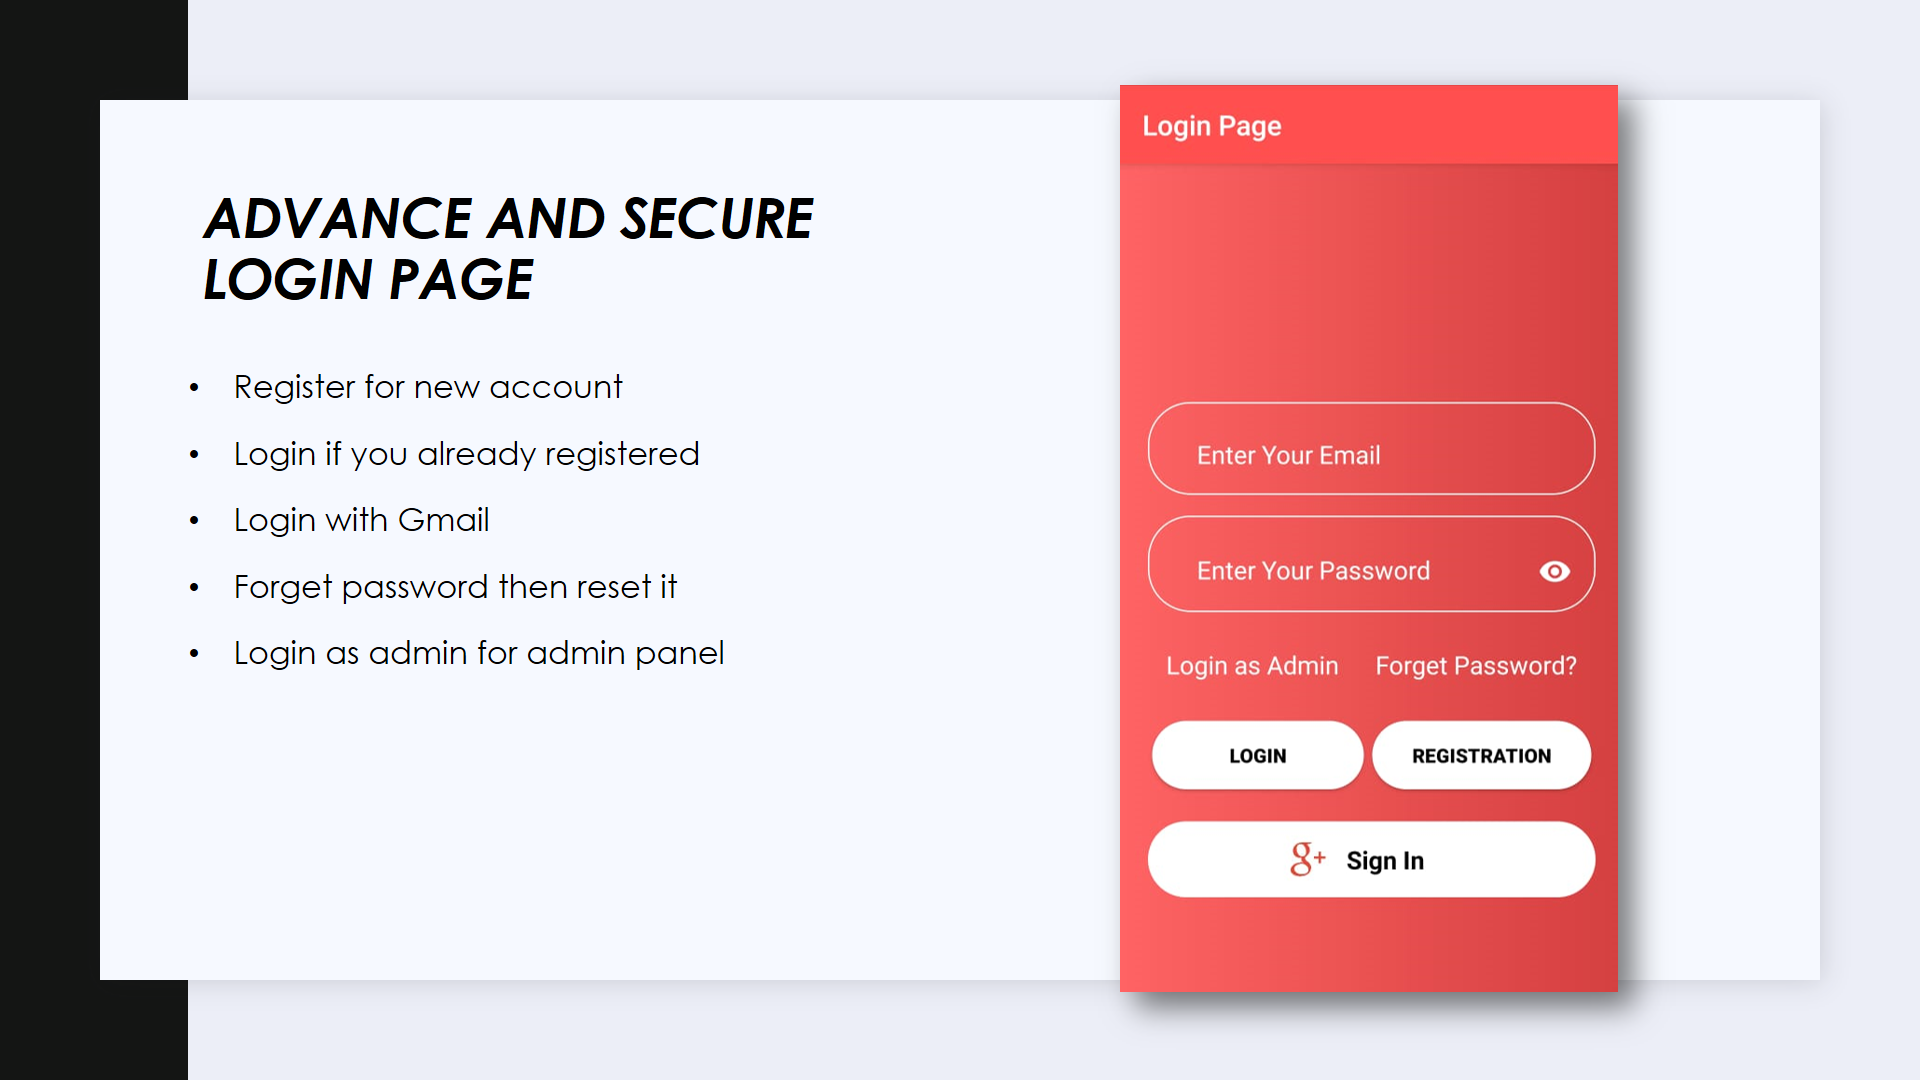 ADVANCE AND SECURE
LOGIN PAGE
• Register for new account
• Login if you already registered
• Login with Gmail
• Forget password then reset it
• Login as admin for admin panel
Login Page
Enter Your Email
Enter Your Password
Login as Admin Forget Password?
LOGIN REGISTRATION
g+ Sign In